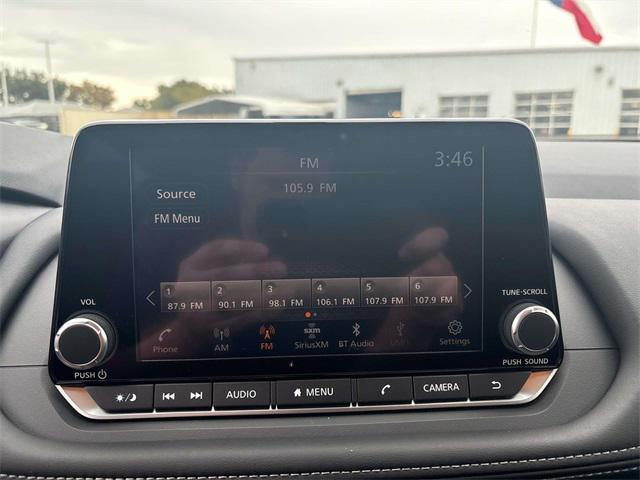 FM
3:46
105.9 FM
Source
FM Menu
1 2 3 4 5 6
87.9 FM 90.1 FM 98.1 FM 106.1 FM 107.9 FM 107.9 FM
sxm
Phone AM FM SiriusXM BT Audio USB1 Settings
VOL
PUSH
TUNE·SCROLL
PUSH SOUND
AUDIO MENU CAMERA